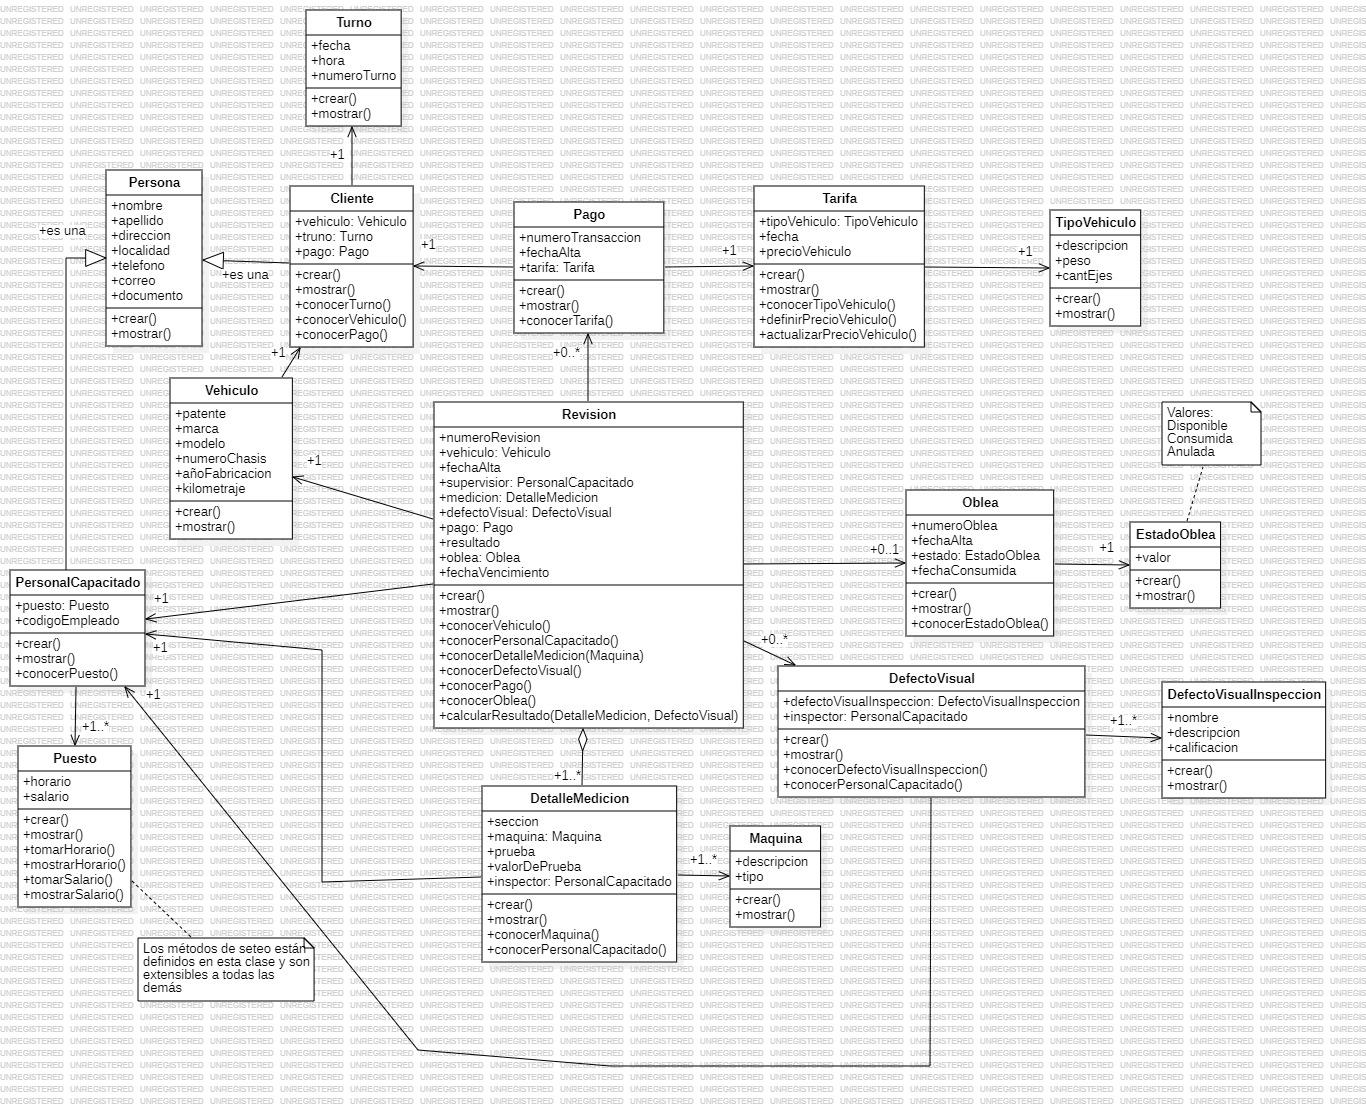 Turno
+fecha
+hora
+numeroTurno
+crear()
+mostrar()
+1
Persona
+nombre
+apellido
+direccion
+localidad
+telefono
+correo
+documento
+crear()
+mostrar()
+es una
+es una
Cliente
+vehiculo: Vehiculo
+truno: Turno
+pago: Pago
+crear()
+mostrar()
+conocerTurno()
+conocerVehiculo()
+conocerPago()
+1
Pago
+numeroTransaccion
+fechaAlta
+tarifa: Tarifa
+crear()
+mostrar()
+conocerTarifa()
+1
Tarifa
+tipoVehiculo: TipoVehiculo
+fecha
+precioVehiculo
+crear()
+mostrar()
+conocerTipoVehiculo()
+definirPrecioVehiculo()
+actualizarPrecioVehiculo()
+1
TipoVehiculo
+descripcion
+peso
+cantEjes
+crear()
+mostrar()
+1
+0..*
Vehiculo
+patente
+marca
+modelo
+numeroChasis
+añoFabricacion
+kilometraje
+crear()
+mostrar()
+1
Revision
+numeroRevision
+vehiculo: Vehiculo
+fechaAlta
+supervisior: PersonalCapacitado
+medicion: DetalleMedicion
+defectoVisual: DefectoVisual
+pago: Pago
+resultado
+oblea: Oblea
+fechaVencimiento
+crear()
+mostrar()
+conocerVehiculo()
+conocerPersonalCapacitado()
+conocerDetalleMedicion(Maquina)
+conocerDefectoVisual()
+conocerPago()
+conocerOblea()
+calcularResultado(DetalleMedicion, DefectoVisual)
Valores:
Disponible
Consumida
Anulada
+0..1
Oblea
+numeroOblea
+fechaAlta
+estado: EstadoOblea
+fechaConsumida
+crear()
+mostrar()
+conocerEstadoOblea()
+1
EstadoOblea
+valor
+crear()
+mostrar()
PersonalCapacitado
+puesto: Puesto
+codigoEmpleado
+crear()
+mostrar()
+conocerPuesto()
+1
+1
+1
+1..*
+0..*
DefectoVisual
+defectoVisualInspeccion: DefectoVisualInspeccion
+inspector: PersonalCapacitado
+crear()
+mostrar()
+conocerDefectoVisualInspeccion()
+conocerPersonalCapacitado()
+1..*
DefectoVisualInspeccion
+nombre
+descripcion
+calificacion
+crear()
+mostrar()
Puesto
+horario
+salario
+crear()
+mostrar()
+tomarHorario()
+mostrarHorario()
+tomarSalario()
+mostrarSalario()
+1..*
DetalleMedicion
+seccion
+maquina: Maquina
+prueba
+valorDePrueba
+inspector: PersonalCapacitado
+crear()
+mostrar()
+conocerMaquina()
+conocerPersonalCapacitado()
+1..*
Maquina
+descripcion
+tipo
+crear()
+mostrar()
Los métodos de seteo están
definidos en esta clase y son
extensibles a todas las
demás
UNREGISTERED